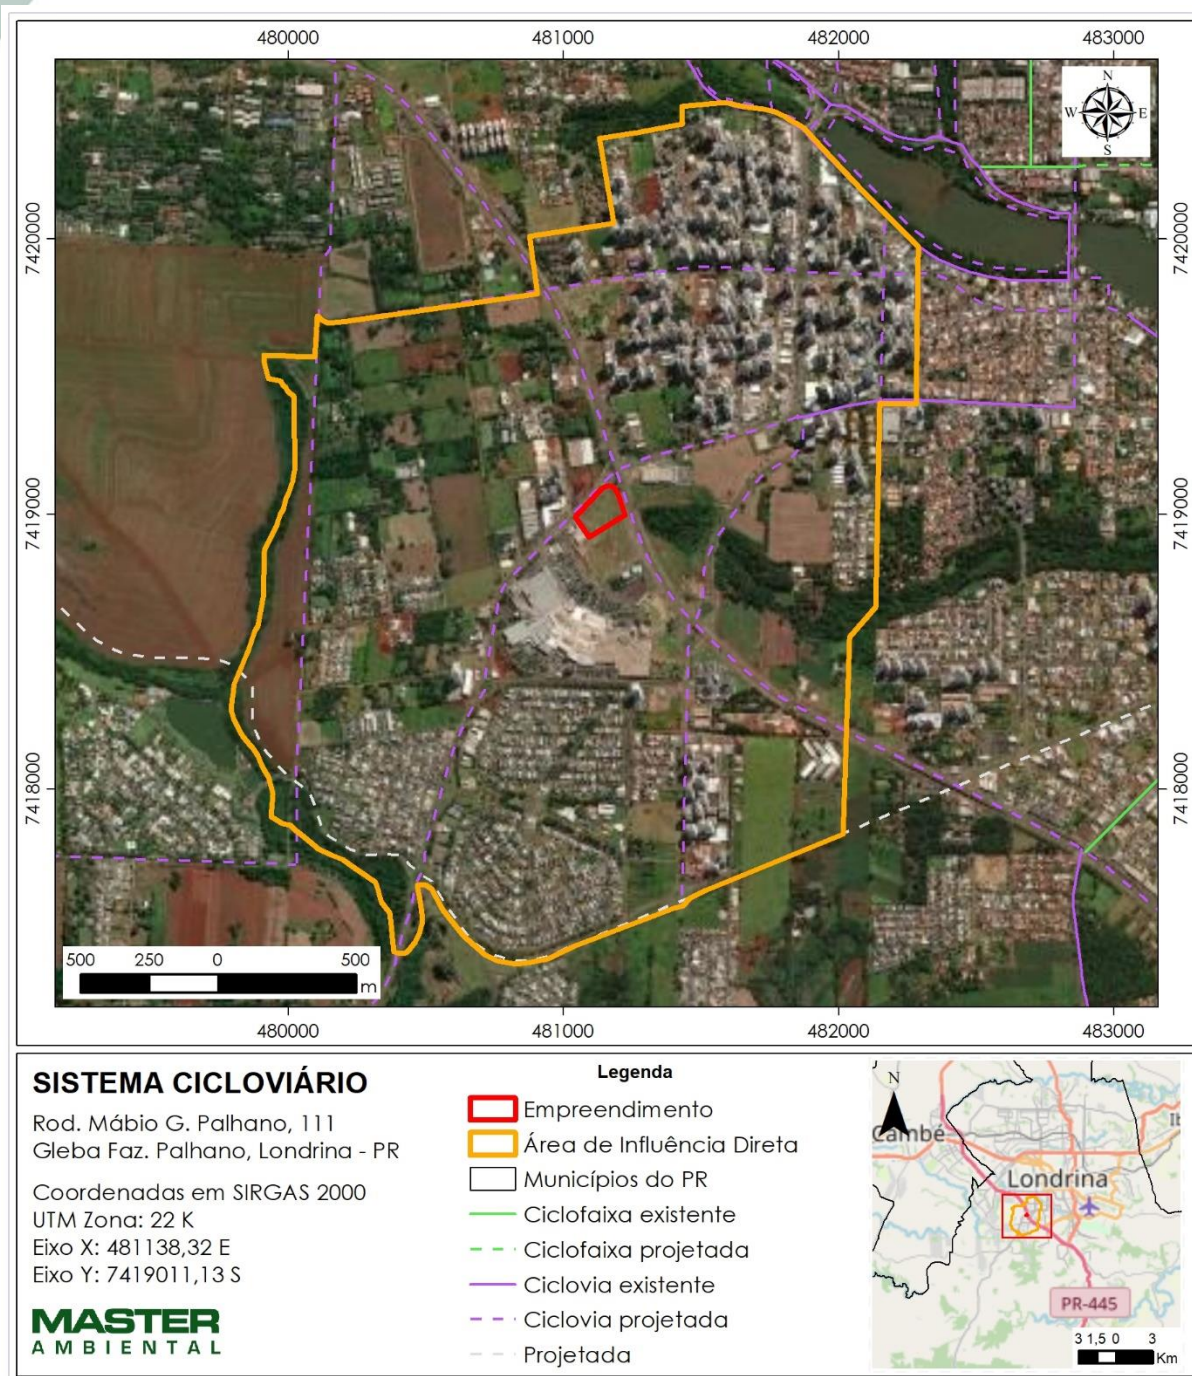 480000 481000 482000 483000
N
W E
S
7420000 7420000
7419000 7419000
7418000 7418000
500 250 0 500
m
480000 481000 482000 483000
SISTEMA CICLOVIÁRIO
Rod. Mábio G. Palhano, 111
Gleba Faz. Palhano, Londrina - PR
Coordenadas em SIRGAS 2000
UTM Zona: 22 K
Eixo X: 481138,32 E
Eixo Y: 7419011,13 S
MASTER
AMBIENTAL
Legenda
Empreendimento
Área de Influência Direta
Municípios do PR
Ciclofaixa existente
Ciclofaixa projetada
Ciclovia existente
Ciclovia projetada
Projetada
N
Cambé
Ib
Londrina
PR-445
3 1,5 0 3
Km